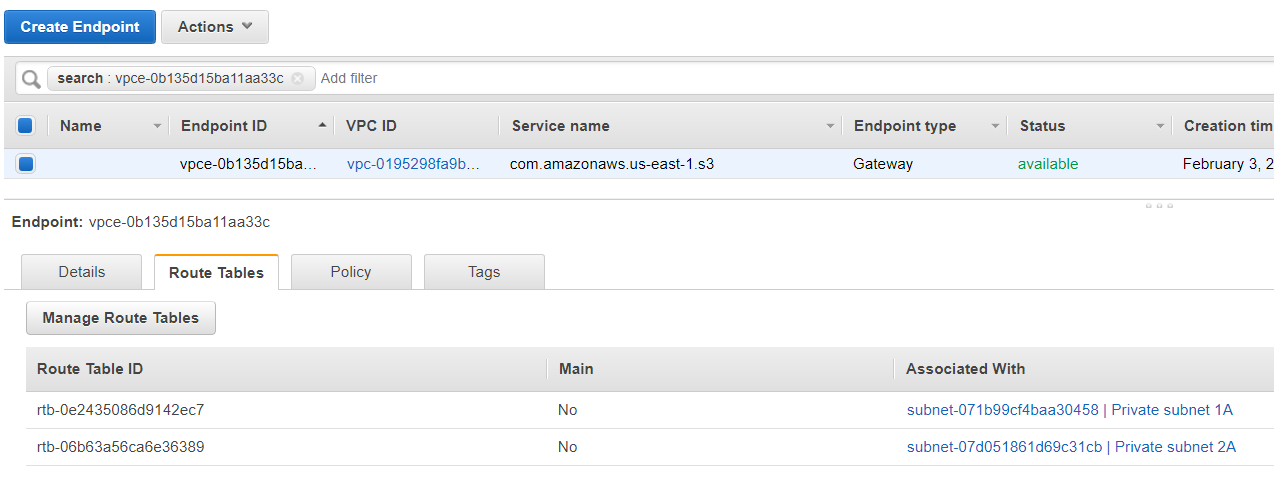 Create Endpoint Actions
search : vpce-0b135d15ba11aa33c Add filter
Name Endpoint ID VPC ID Service name Endpoint type Status Creation tim
vpce-0b135d15ba... vpc-0195298fa9b... com.amazonaws.us-east-1.s3 Gateway available February 3, 2
Endpoint: vpce-0b135d15ba11aa33c
Details Route Tables Policy Tags
Manage Route Tables
Route Table ID Main Associated With
rtb-0e2435086d9142ec7 No subnet-071b99cf4baa30458 | Private subnet 1A
rtb-06b63a56ca6e36389 No subnet-07d051861d69c31cb | Private subnet 2A